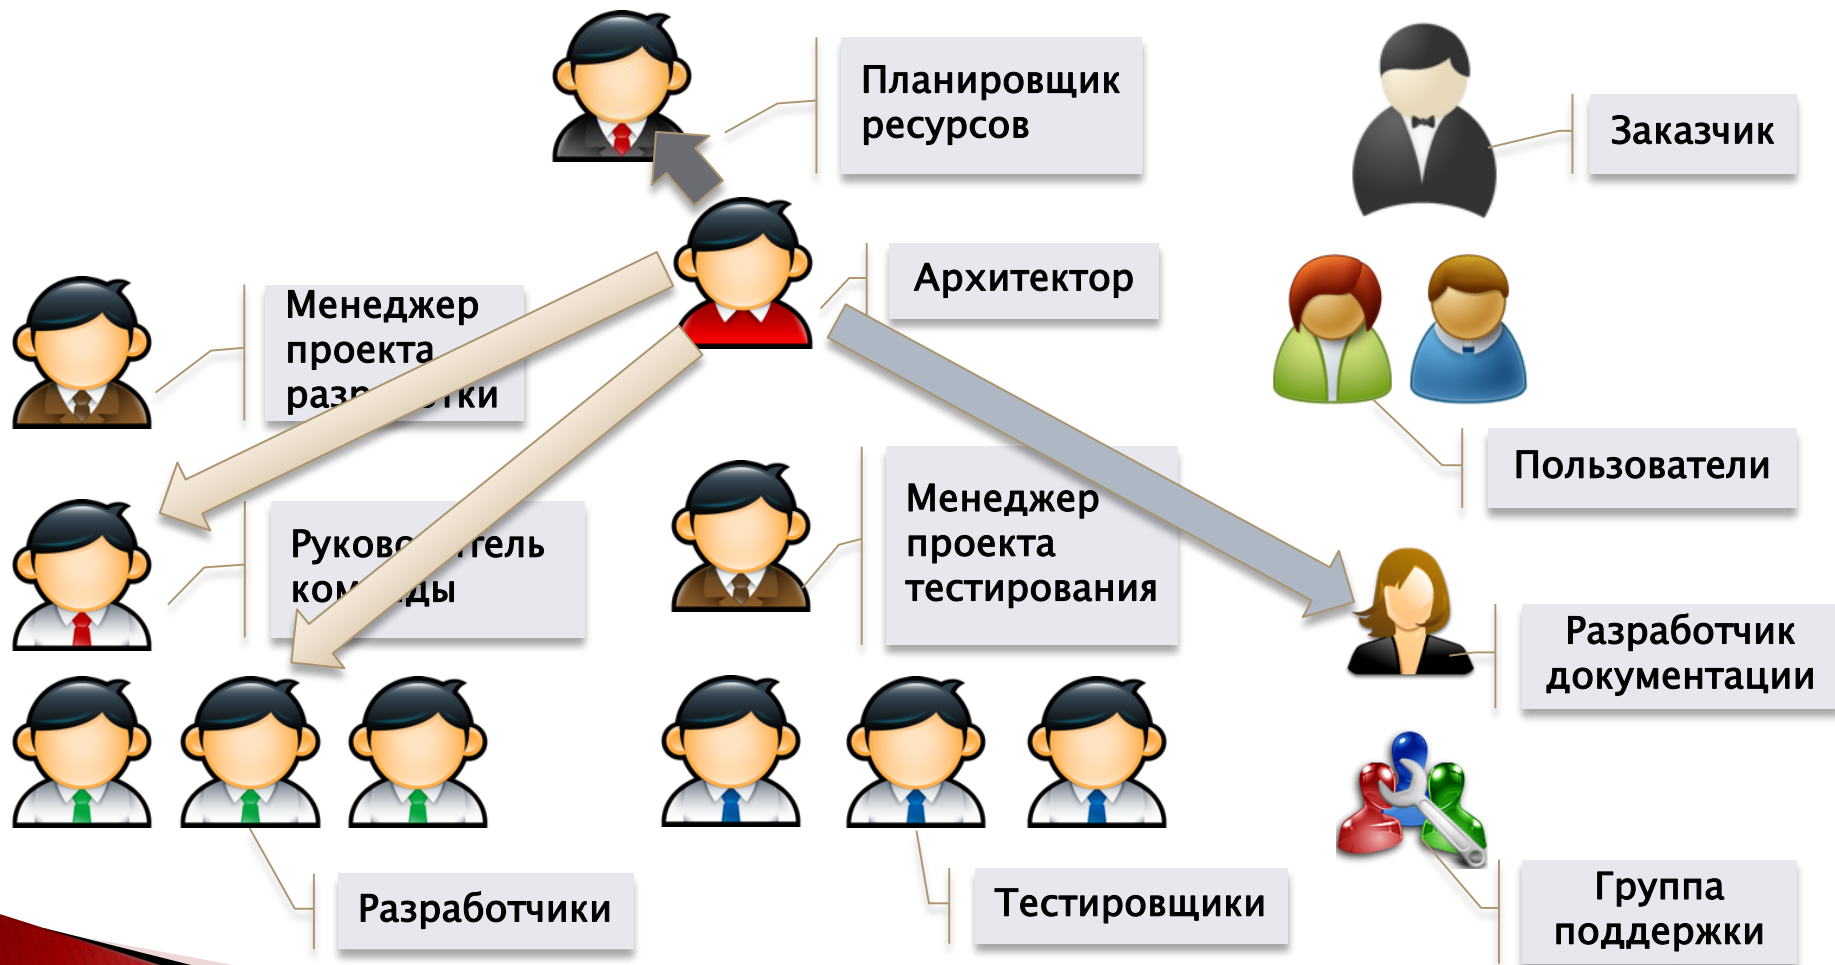 Планировщик
ресурсов
Заказчик
Архитектор
Менеджер
проекта
Пользователи
Менеджер
проекта
тестирования
Разработчик
документации
Разработчики
Тестировщики
Группа
поддержки